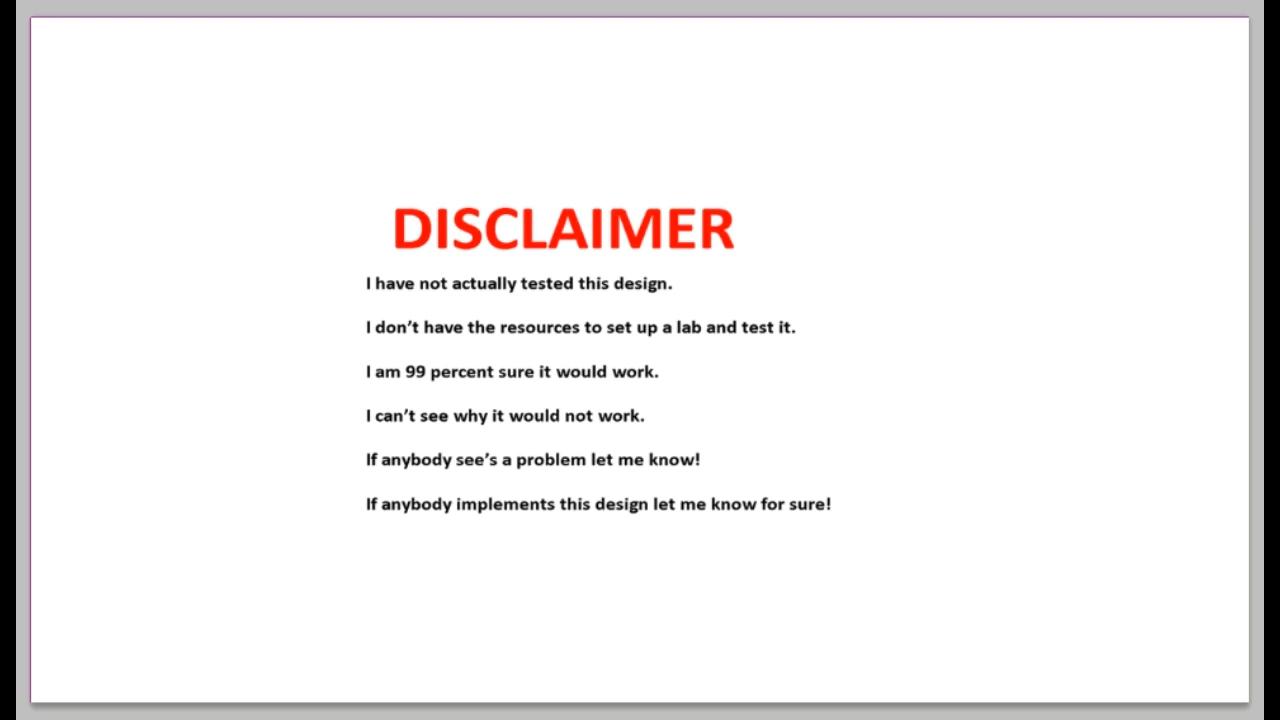 DISCLAIMER
I have not actually tested this design.
I don’t have the resources to set up a lab and test it.
I am 99 percent sure it would work.
I can’t see why it would not work.
If anybody see’s a problem let me know!
If anybody implements this design let me know for sure!